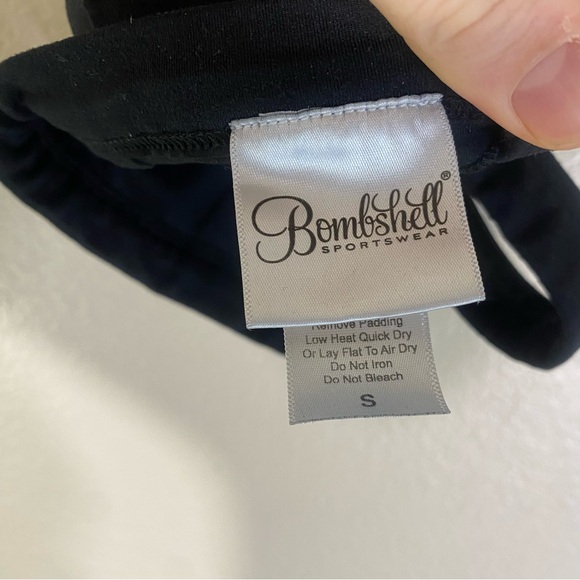 Bombshell®
SPORTSWEAR
Remove Padding
Low Heat Quick Dry
Or Lay Flat To Air Dry
Do Not Iron
Do Not Bleach
S